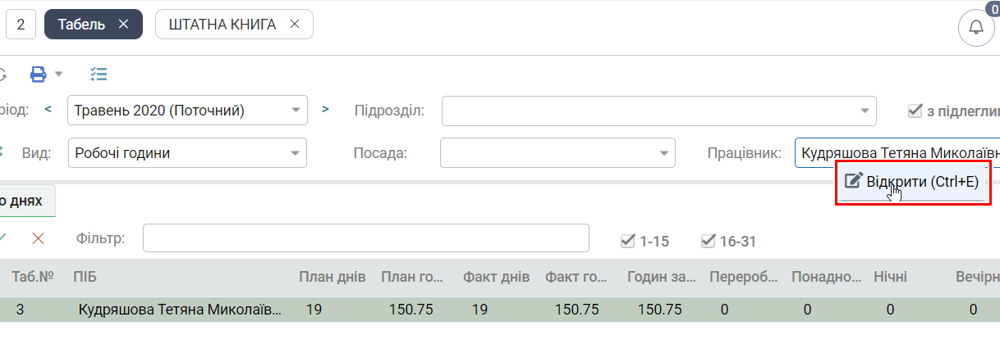 2 Табель ШТАТНА КНИГА 0
ріод: < Травень 2020 (Поточний) > Підрозділ: з підлегли
Вид: Робочі години Посада: Працівник: Кудряшова Тетяна Миколаївн
Відкрити (Ctrl+E)
о днях
Фільтр: 1-15 16-31
Таб.№ ПІБ План днів План го... Факт днів Факт го... Годин за... Перероб... Понадно... Нічні Вечірн
3 Кудряшова Тетяна Миколаїв... 19 150.75 19 150.75 150.75 0 0 0 0